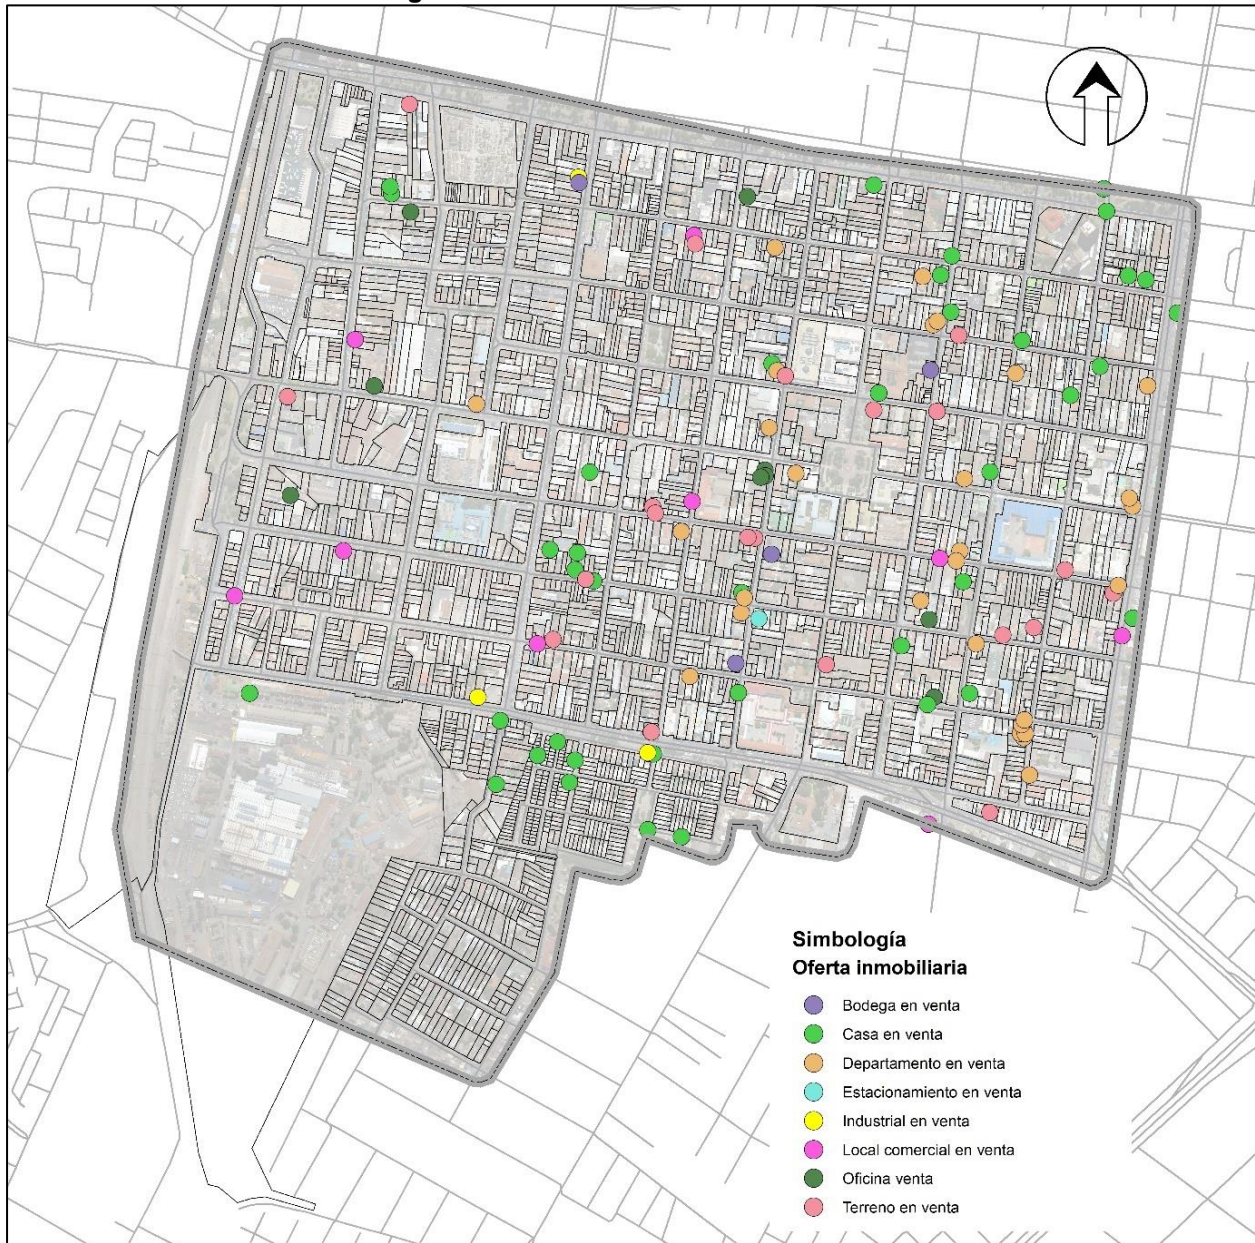 Simbología
Oferta inmobiliaria
Bodega en venta
Casa en venta
Departamento en venta
Estacionamiento en venta
Industrial en venta
Local comercial en venta
Oficina venta
Terreno en venta